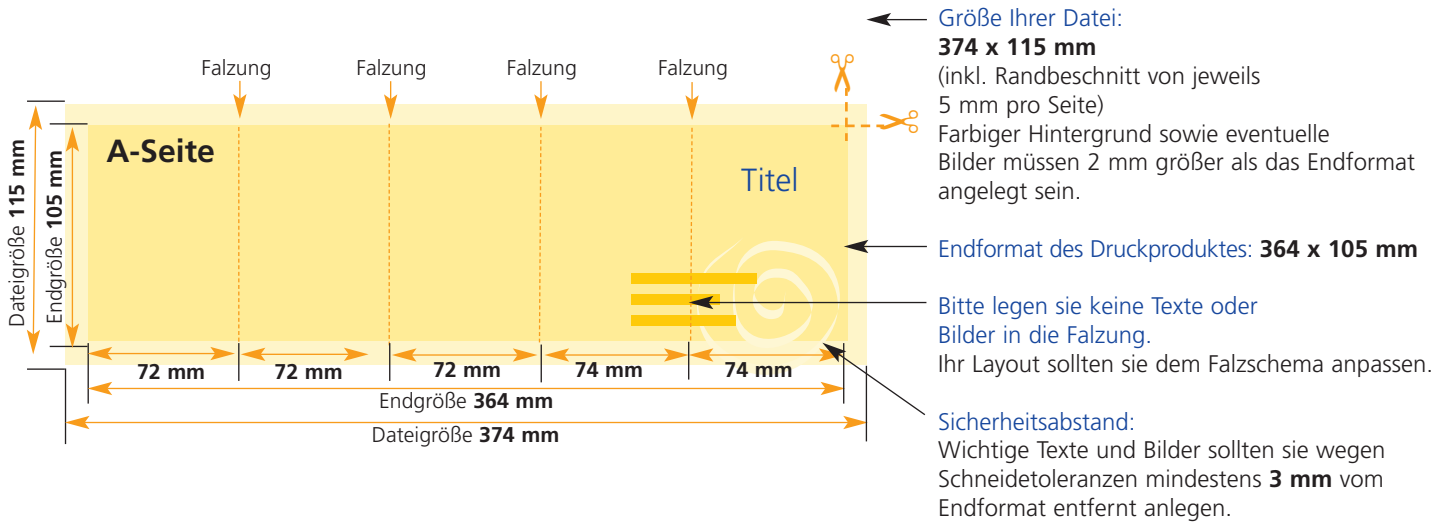 Größe Ihrer Datei:
374 x 115 mm
(inkl. Randbeschnitt von jeweils
5 mm pro Seite)
Farbiger Hintergrund sowie eventuelle
Bilder müssen 2 mm größer als das Endformat
angelegt sein.
Falzung Falzung Falzung Falzung
A-Seite
Titel
Dateigröße 115 mm
Endgröße 105 mm
Endformat des Druckproduktes: 364 x 105 mm
Bitte legen sie keine Texte oder
Bilder in die Falzung.
Ihr Layout sollten sie dem Falzschema anpassen.
72 mm 72 mm 72 mm 74 mm 74 mm
Endgröße 364 mm
Dateigröße 374 mm
Sicherheitsabstand:
Wichtige Texte und Bilder sollten sie wegen
Schneidetoleranzen mindestens 3 mm vom
Endformat entfernt anlegen.